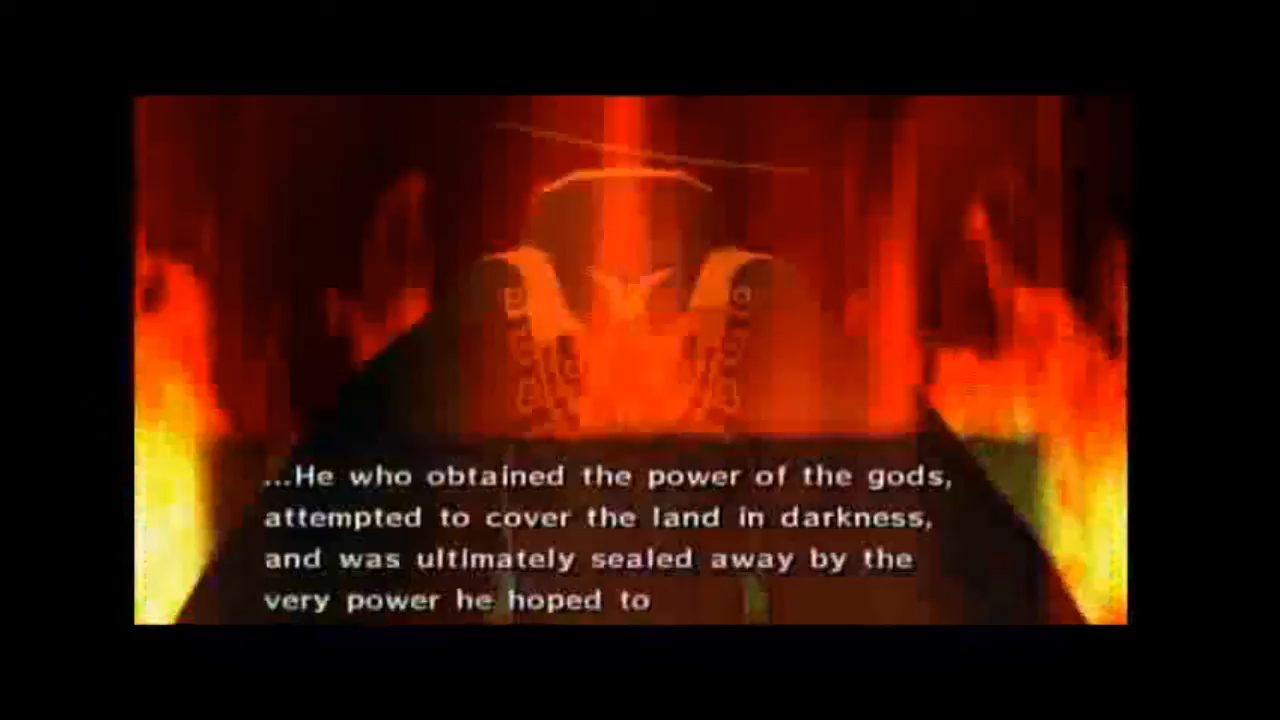 ...He who obtained the power of the gods,
attempted to cover the land in darkness,
and was ultimately sealed away by the
very power he hoped to